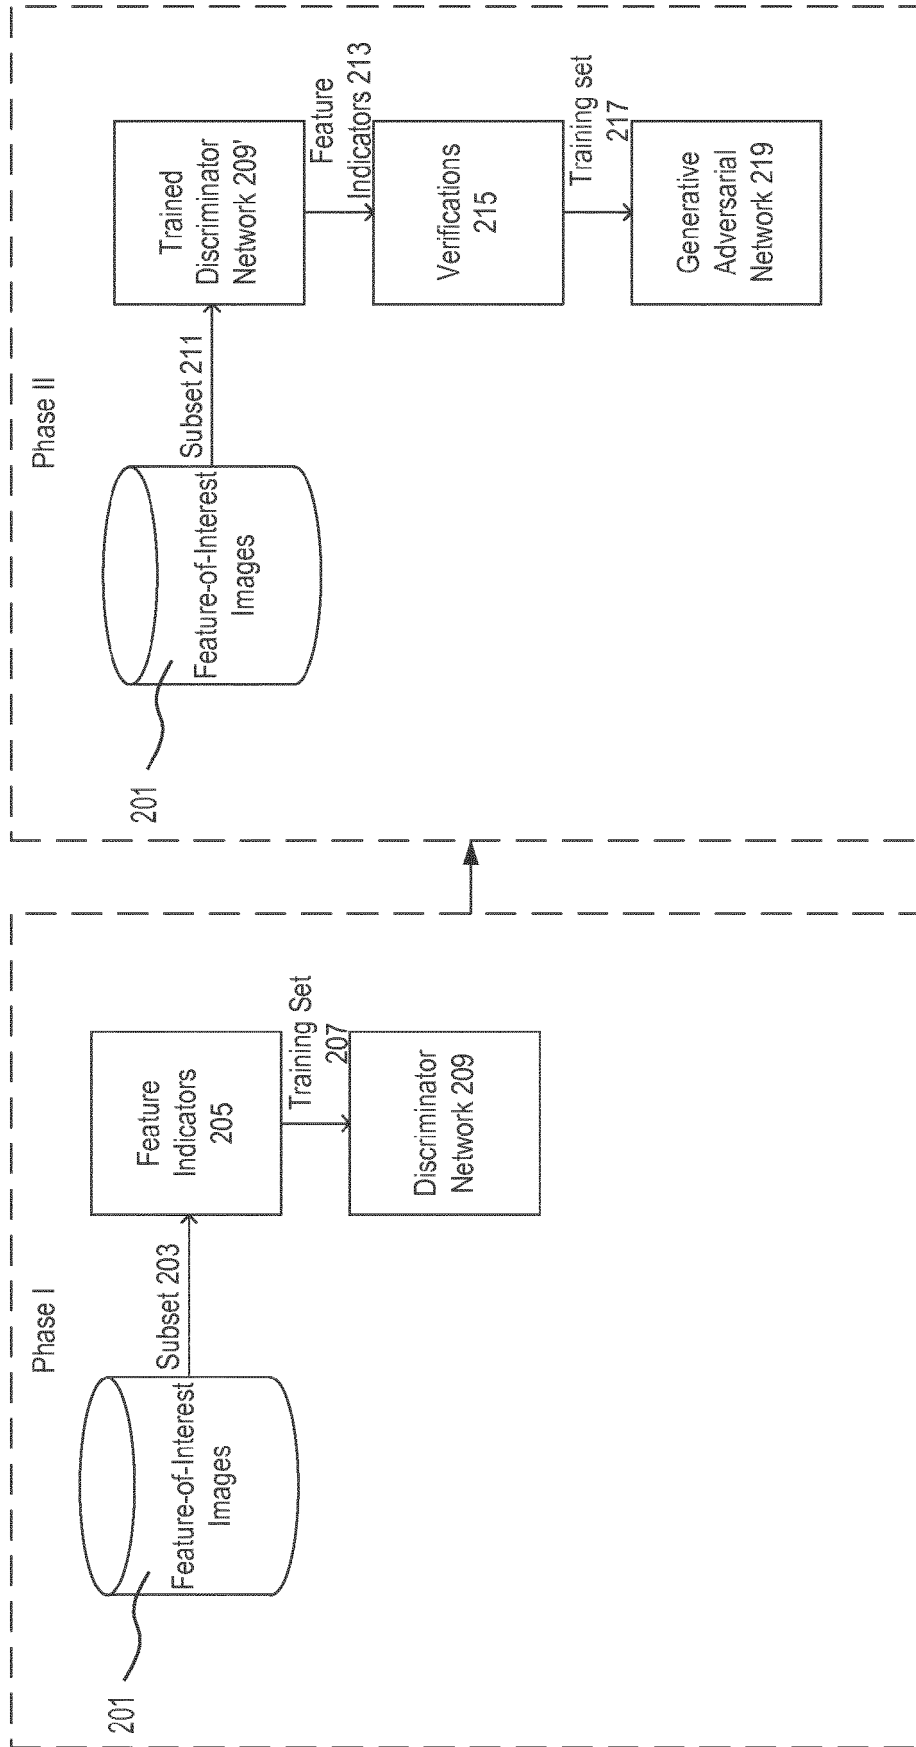 Phase I
201
Feature-of-Interest
Images
Subset 203
Feature
Indicators
205
Training Set
207
Discriminator
Network 209
Phase II
201
Feature-of-Interest
Images
Subset 211
Trained
Discriminator
Network 209'
Feature
Indicators 213
Verifications
215
Training set
217
Generative
Adversarial
Network 219